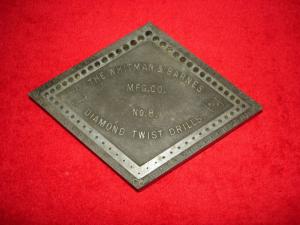 THE WHITMAN & BARNES
MFG. CO.
NO. 8.
DIAMOND TWIST DRILLS